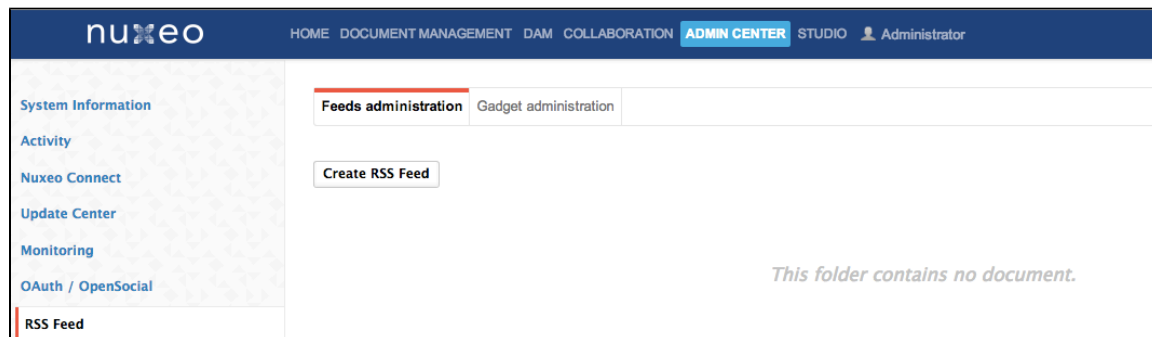 nuxeo
HOME DOCUMENT MANAGEMENT DAM COLLABORATION ADMIN CENTER STUDIO Administrator
System Information
Activity
Nuxeo Connect
Update Center
Monitoring
OAuth / OpenSocial
RSS Feed
Feeds administration Gadget administration
Create RSS Feed
This folder contains no document.